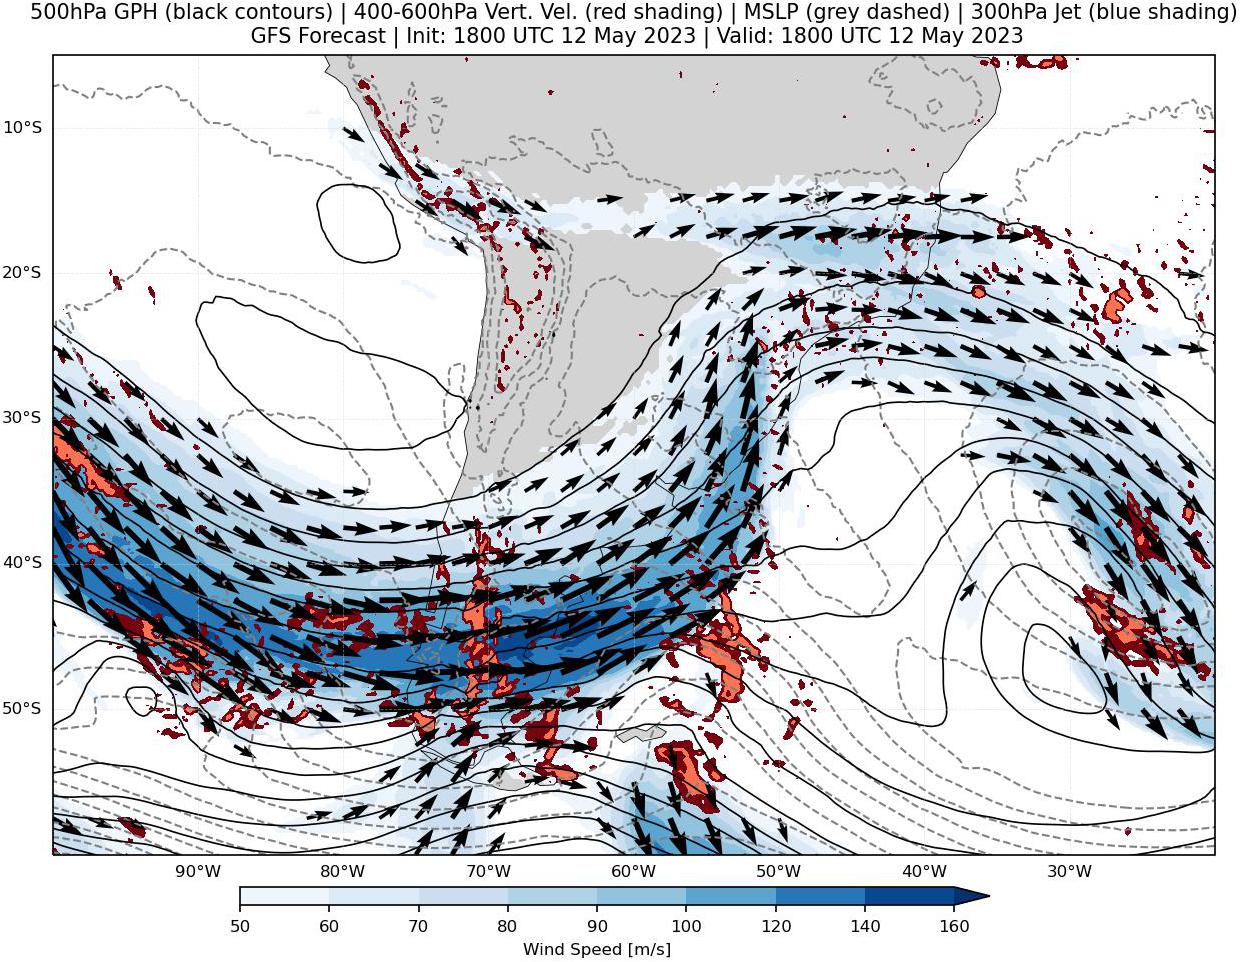 500hPa GPH (black contours) | 400-600hPa Vert. Vel. (red shading) | MSLP (grey dashed) | 300hPa Jet (blue shading)
GFS Forecast | Init: 1800 UTC 12 May 2023 | Valid: 1800 UTC 12 May 2023
10°S
20°S
30°S
40°S
50°S
90°W 80°W 70°W 60°W 50°W 40°W 30°W
50 60 70 80 90 100 120 140 160
Wind Speed [m/s]